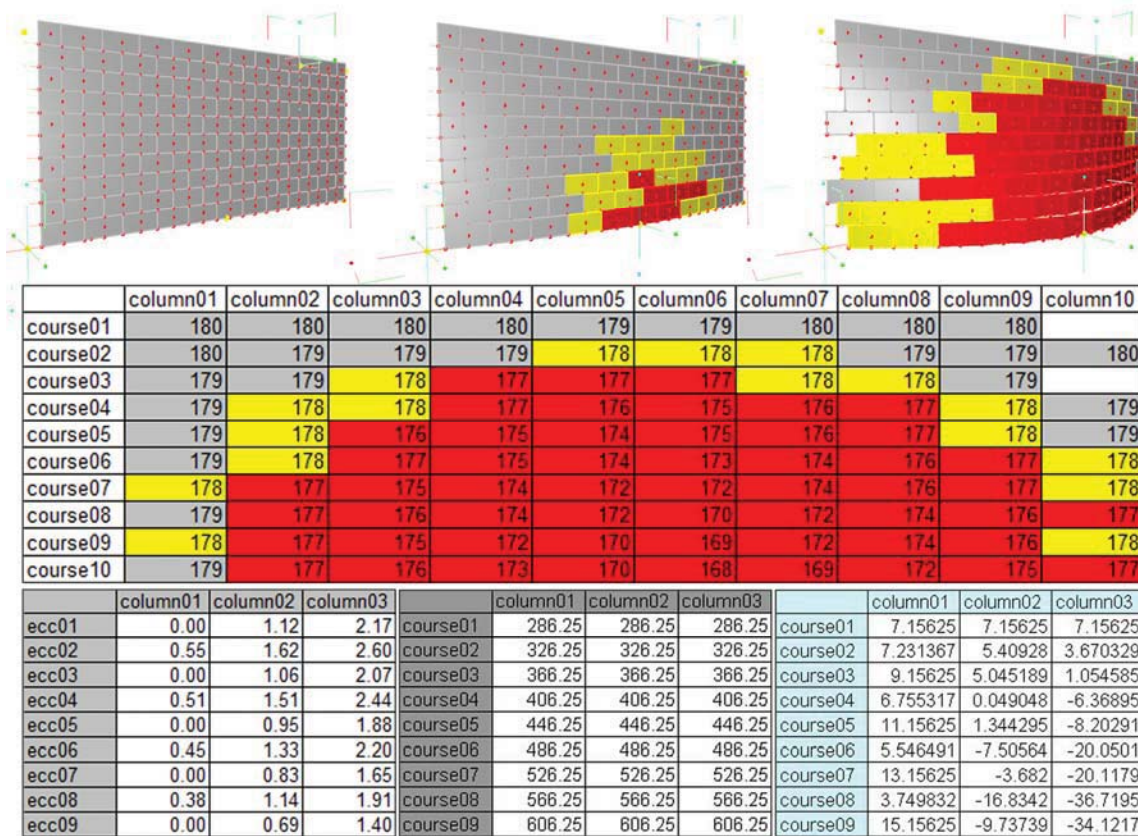 column01 column02 column03 column04 column05 column06 column07 column08 column09 column10
course01 180 180 180 180 179 179 180 180 180
course02 180 179 179 179 178 178 178 179 179 180
course03 179 179 178 177 177 177 178 178 179
course04 179 178 178 177 176 175 176 177 178 179
course05 179 178 176 175 174 175 176 177 178 179
course06 179 178 177 175 174 173 174 176 177 178
course07 178 177 175 174 172 172 174 176 177 178
course08 179 177 176 174 172 170 172 174 176 177
course09 178 177 175 172 170 169 172 174 176 178
course10 179 177 176 173 170 168 169 172 175 177
column01 column02 column03 column01 column02 column03 column01 column02 column03
ecc01 0.00 1.12 2.17 course01 286.25 286.25 286.25 course01 7.15625 7.15625 7.15625
ecc02 0.55 1.62 2.60 course02 326.25 326.25 326.25 course02 7.231367 5.40928 3.670329
ecc03 0.00 1.06 2.07 course03 366.25 366.25 366.25 course03 9.15625 5.045189 1.054585
ecc04 0.51 1.51 2.44 course04 406.25 406.25 406.25 course04 6.755317 0.049048 -6.36895
ecc05 0.00 0.95 1.88 course05 446.25 446.25 446.25 course05 11.15625 1.344295 -8.20291
ecc06 0.45 1.33 2.20 course06 486.25 486.25 486.25 course06 5.546491 -7.50564 -20.0501
ecc07 0.00 0.83 1.65 course07 526.25 526.25 526.25 course07 13.15625 -3.682 -20.1179
ecc08 0.38 1.14 1.91 course08 566.25 566.25 566.25 course08 3.749832 -16.8342 -36.7195
ecc09 0.00 0.69 1.40 course09 606.25 606.25 606.25 course09 15.15625 -9.73739 -34.1217